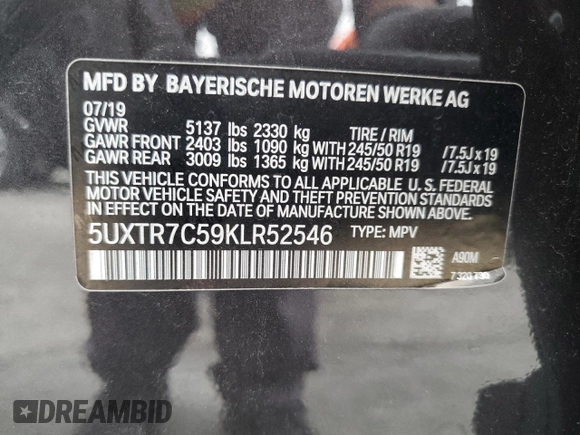 MFD BY BAYERISCHE MOTOREN WERKE AG
07/19
GVWR 5137 lbs 2330 kg TIRE / RIM
GAWR FRONT 2403 lbs 1090 kg WITH 245/50 R19 /7.5J x 19
GAWR REAR 3009 lbs 1365 kg WITH 245/50 R19 /7.5J x 19
THIS VEHICLE CONFORMS TO ALL APPLICABLE U. S. FEDERAL
MOTOR VEHICLE SAFETY AND THEFT PREVENTION STANDARDS
IN EFFECT ON THE DATE OF MANUFACTURE SHOWN ABOVE.
5UXTR7C59KLR52546 TYPE: MPV
A90M
DREAMBID